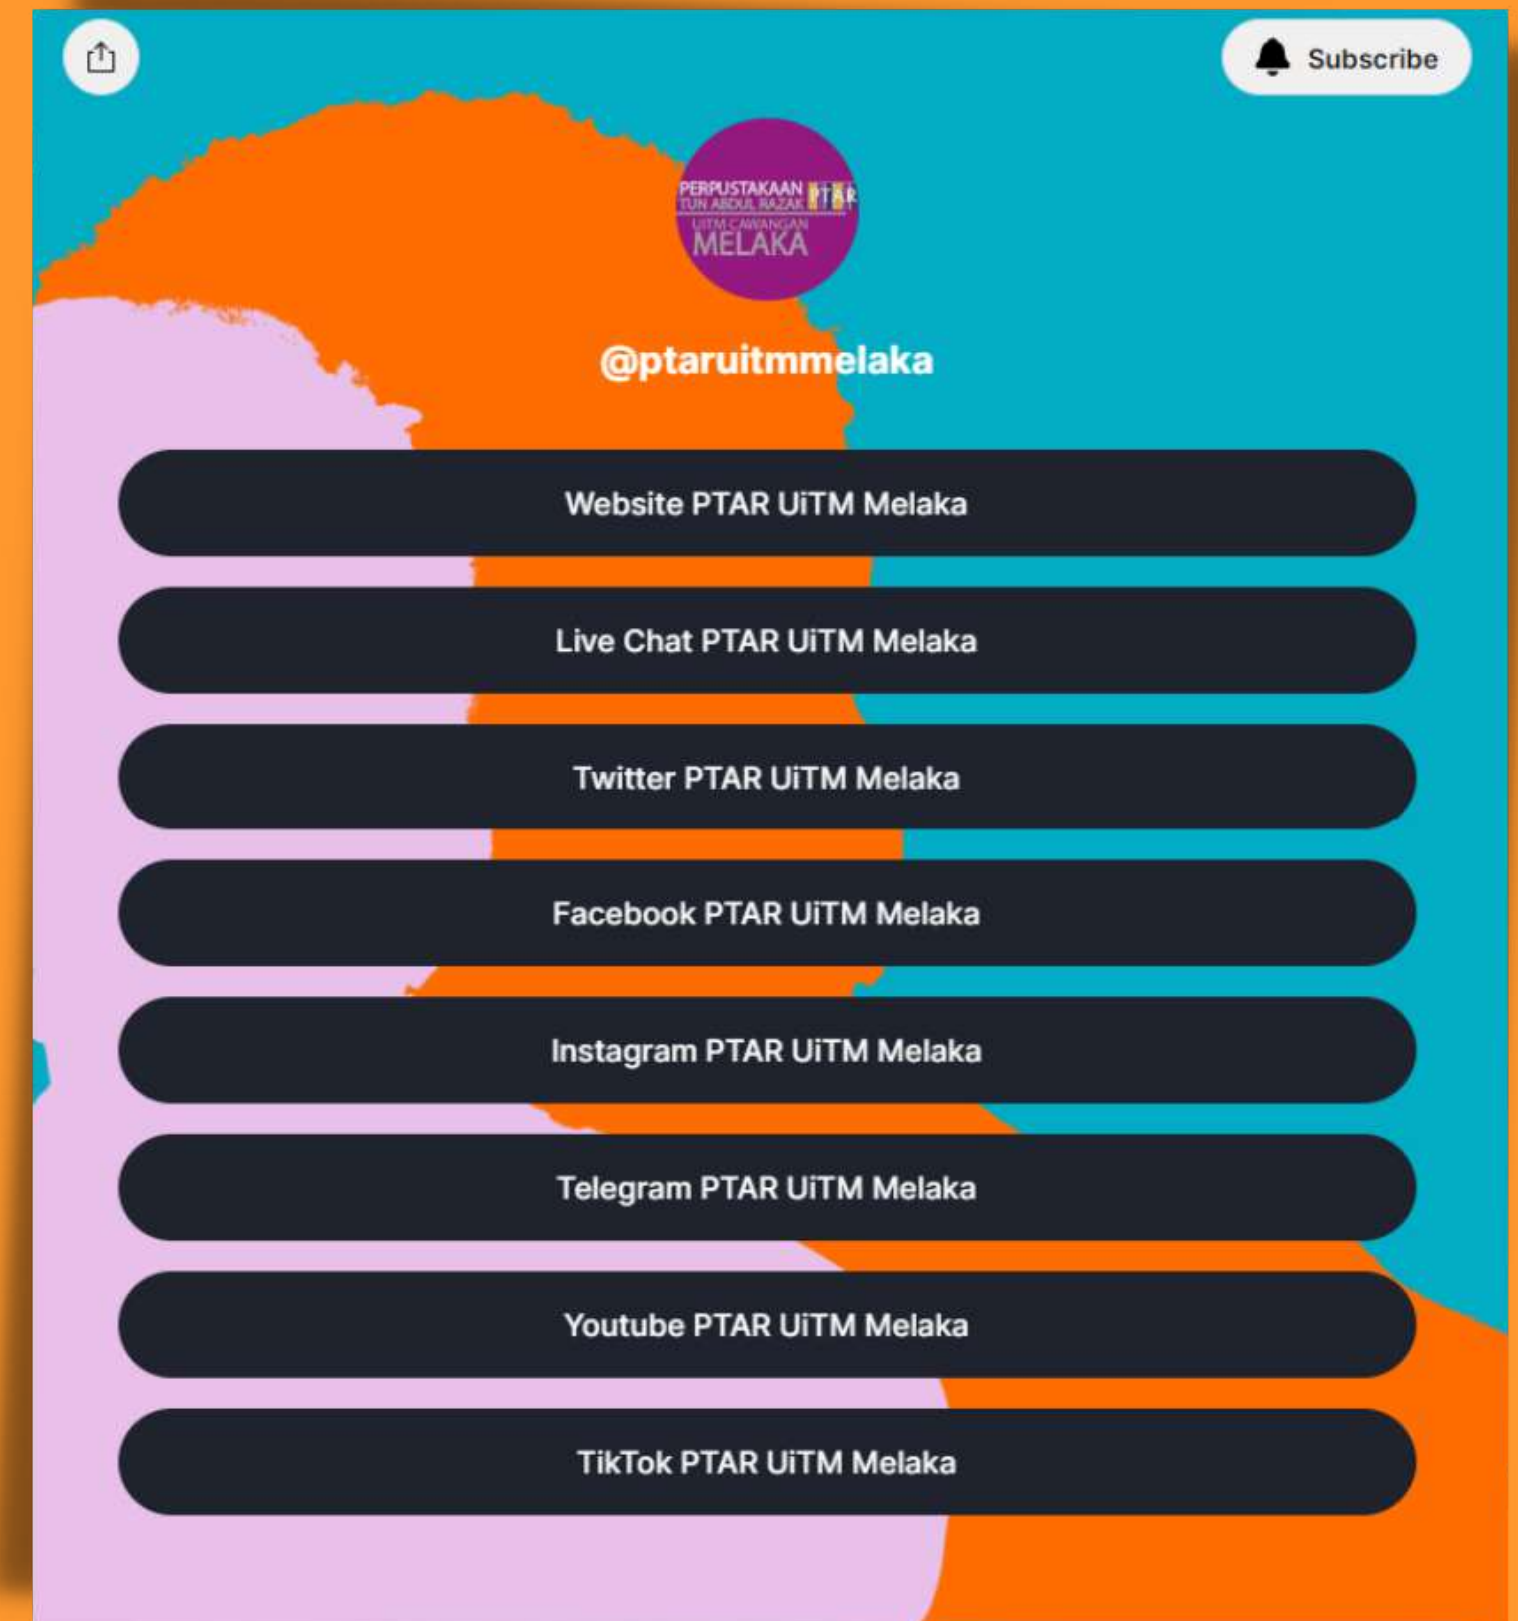 Subscribe
PERPUSTAKAAN PTAR
TUN ABDUL RAZAK
UITM CAWANGAN
MELAKA
@ptaruitmmelaka
Website PTAR UiTM Melaka
Live Chat PTAR UiTM Melaka
Twitter PTAR UiTM Melaka
Facebook PTAR UiTM Melaka
Instagram PTAR UiTM Melaka
Telegram PTAR UiTM Melaka
Youtube PTAR UiTM Melaka
TikTok PTAR UiTM Melaka